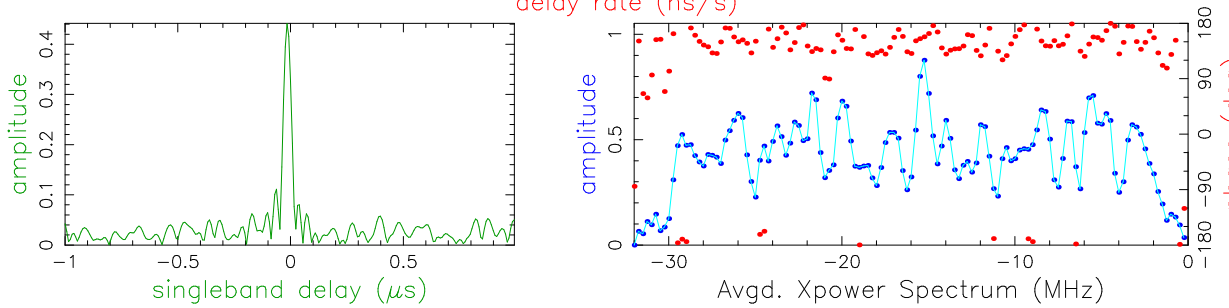 delay rate (ns/s)
amplitude
0 0.1 0.2 0.3 0.4
-1 -0.5 0 0.5
singleband delay (μs)
amplitude
0 0.5 1
-30 -20 -10 0
Avgd. Xpower Spectrum (MHz)
-180 -90 0 90 180